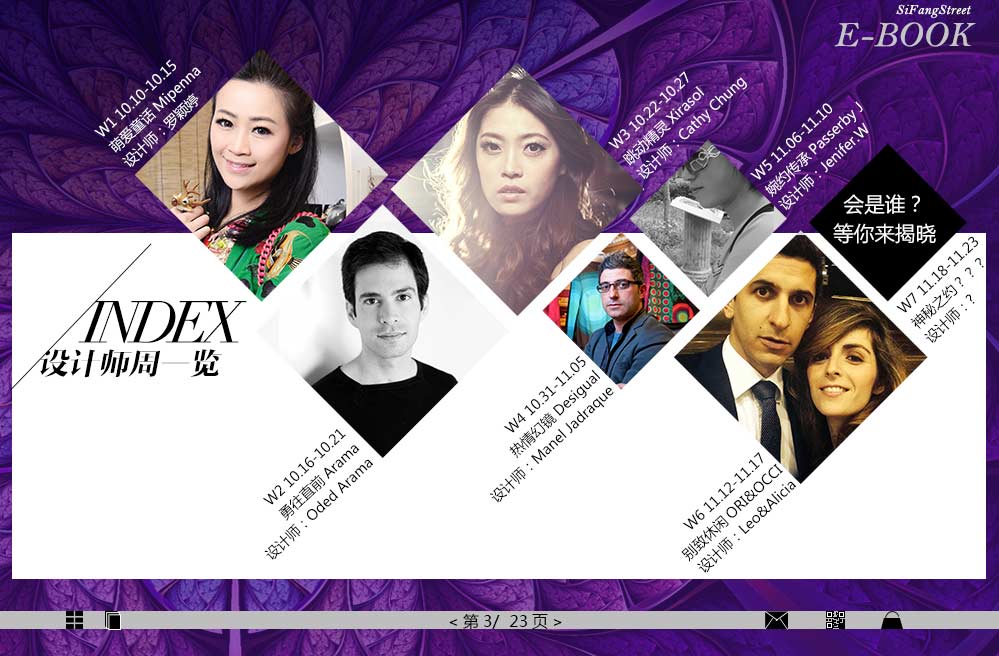 SiFangStreet
E-BOOK
W1 10.10-10.15
萌爱童话 Mipenna
设计师：罗颖婷
W3 10.22-10.27
跳动精灵 Xirasol
设计师：Cathy Chung
W5 11.06-11.10
婉约传承 Passerby J
设计师：Jenifer.W
会是谁？
等你来揭晓
W7 11.18-11.23
神秘之约？？？
设计师：?
INDEX
设计师周一览
W2 10.16-10.21
勇往直前 Arama
设计师：Oded Arama
W4 10.31-11.05
热情幻镜 Desigual
设计师：Manel Jadraque
W6 11.12-11.17
别致休闲 ORI&OCCI
设计师：Leo&Alicia
< 第 3/ 23 页 >